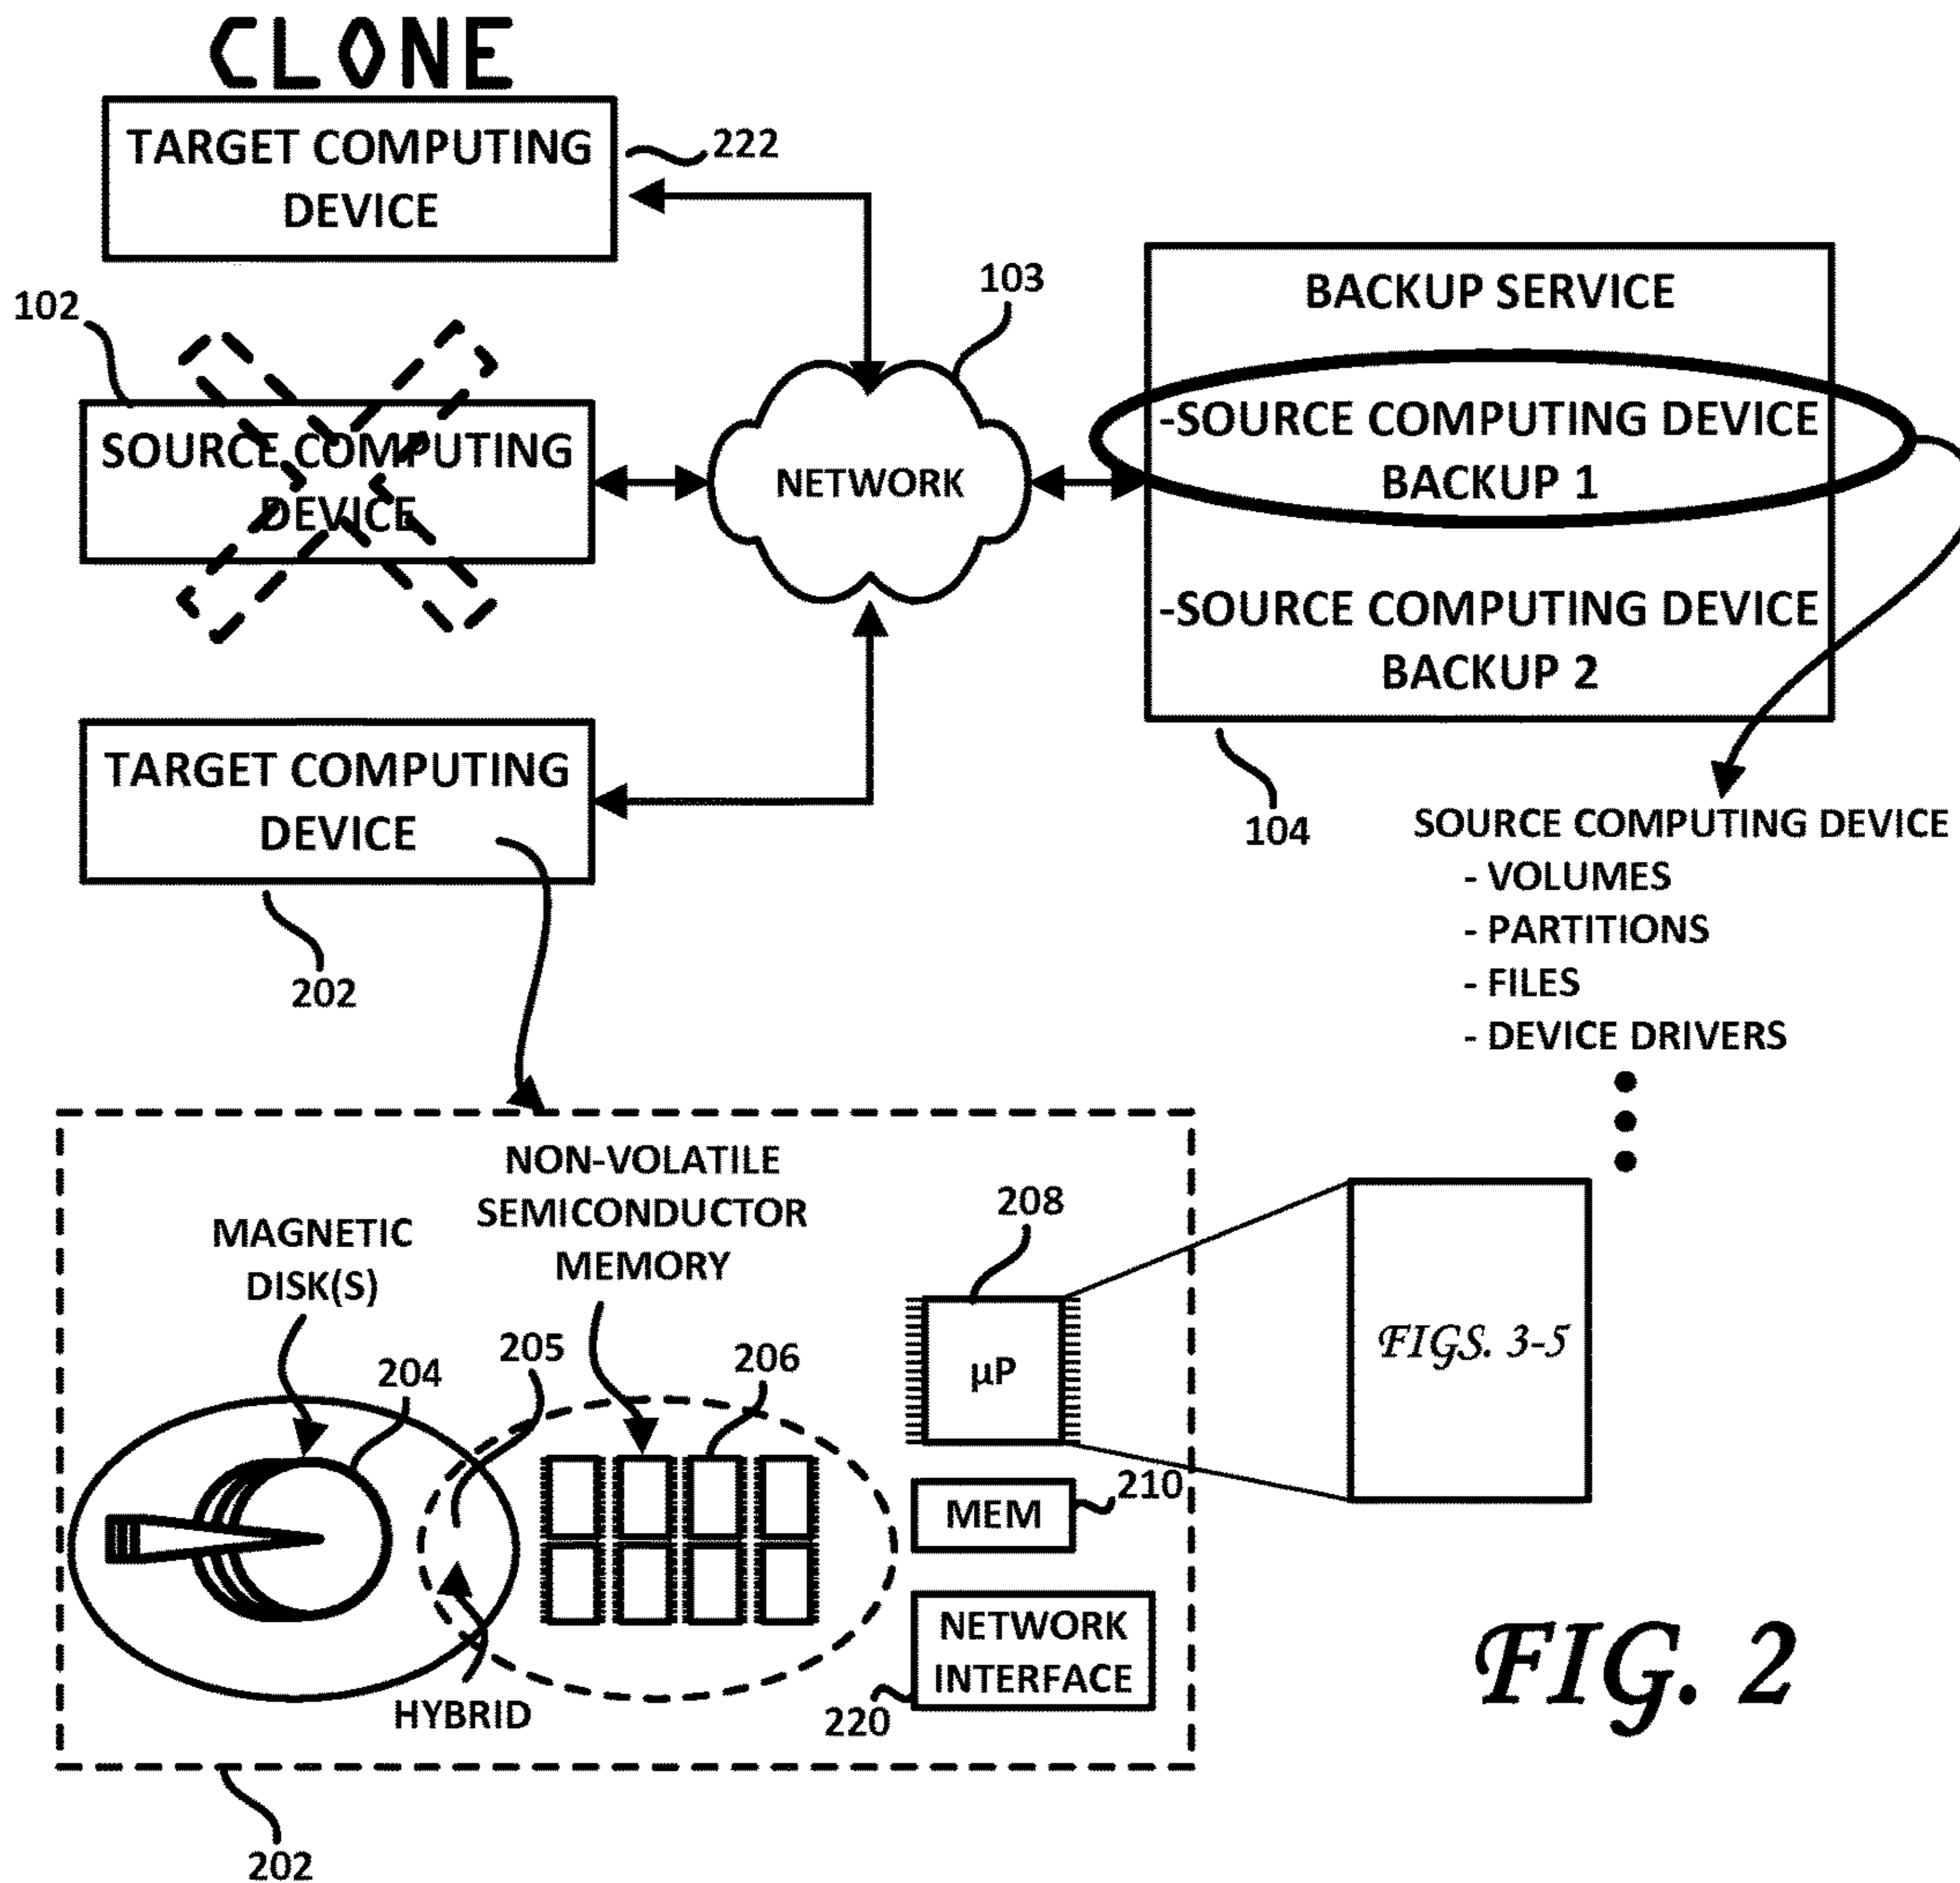 CLONE
TARGET COMPUTING
DEVICE
222
102
SOURCE COMPUTING
DEVICE
103
NETWORK
BACKUP SERVICE
-SOURCE COMPUTING DEVICE
BACKUP 1
-SOURCE COMPUTING DEVICE
BACKUP 2
104
TARGET COMPUTING
DEVICE
202
SOURCE COMPUTING DEVICE
- VOLUMES
- PARTITIONS
- FILES
- DEVICE DRIVERS
MAGNETIC
DISK(S)
204
205
NON-VOLATILE
SEMICONDUCTOR
MEMORY
206
HYBRID
208
µP
MEM
210
NETWORK
INTERFACE
220
202
FIGS. 3-5
FIG. 2